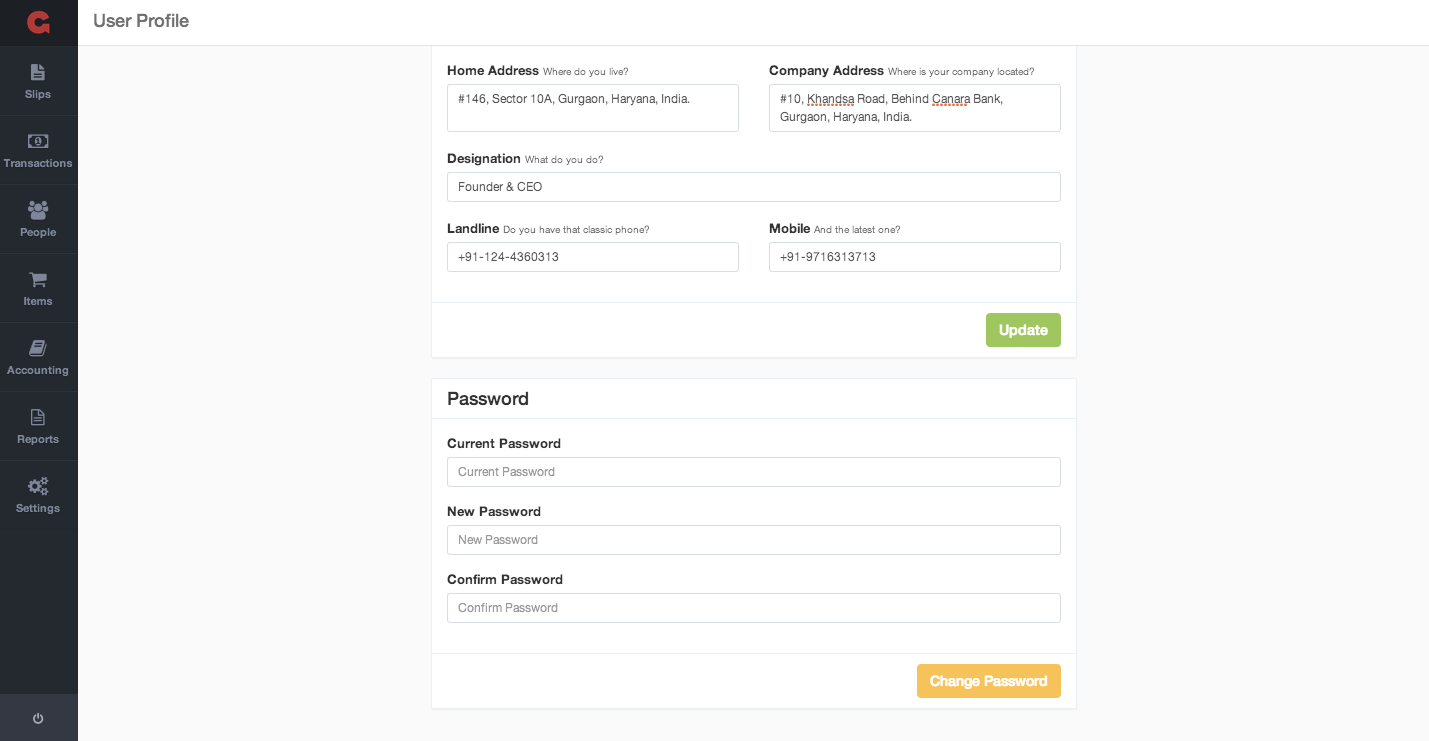 G
User Profile
Slips
Transactions
People
Items
Accounting
Reports
Settings
Home Address Where do you live?
#146, Sector 10A, Gurgaon, Haryana, India.
Company Address Where is your company located?
#10, Khandsa Road, Behind Canara Bank,
Gurgaon, Haryana, India.
Designation What do you do?
Founder & CEO
Landline Do you have that classic phone?
+91-124-4360313
Mobile And the latest one?
+91-9716313713
Update
Password
Current Password
Current Password
New Password
New Password
Confirm Password
Confirm Password
Change Password